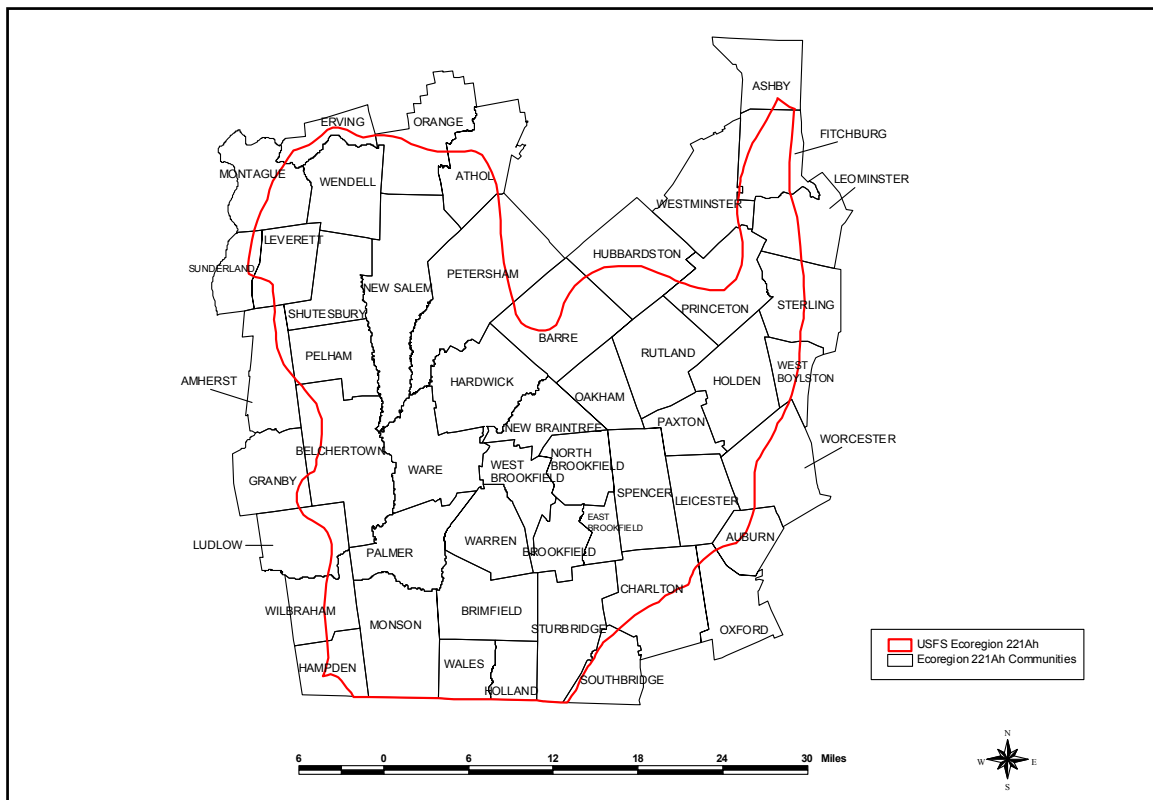 ASHBY
ERVING
ORANGE
FITCHBURG
MONTAGUE
WENDELL
ATHOL
LEOMINSTER
WESTMINSTER
LEVERETT
HUBBARDSTON
SUNDERLAND
PETERSHAM
NEW SALEM
STERLING
SHUTESBURY
PRINCETON
BARRE
RUTLAND
PELHAM
WEST
BOYLSTON
AMHERST
HARDWICK
HOLDEN
OAKHAM
PAXTON
NEW BRAINTREE
WORCESTER
BELCHERTOWN
NORTH
BROOKFIELD
WEST
BROOKFIELD
WARE
GRANBY
SPENCER
LEICESTER
EAST
BROOKFIELD
AUBURN
LUDLOW
PALMER
WARREN
BROOKFIELD
CHARLTON
WILBRAHAM
BRIMFIELD
MONSON
STURBRIDGE
OXFORD
HAMPDEN
WALES
SOUTHBRIDGE
HOLLAND
USFS Ecoregion 221Ah
Ecoregion 221Ah Communities
6 0 6 12 18 24 30 Miles
N
W E
S